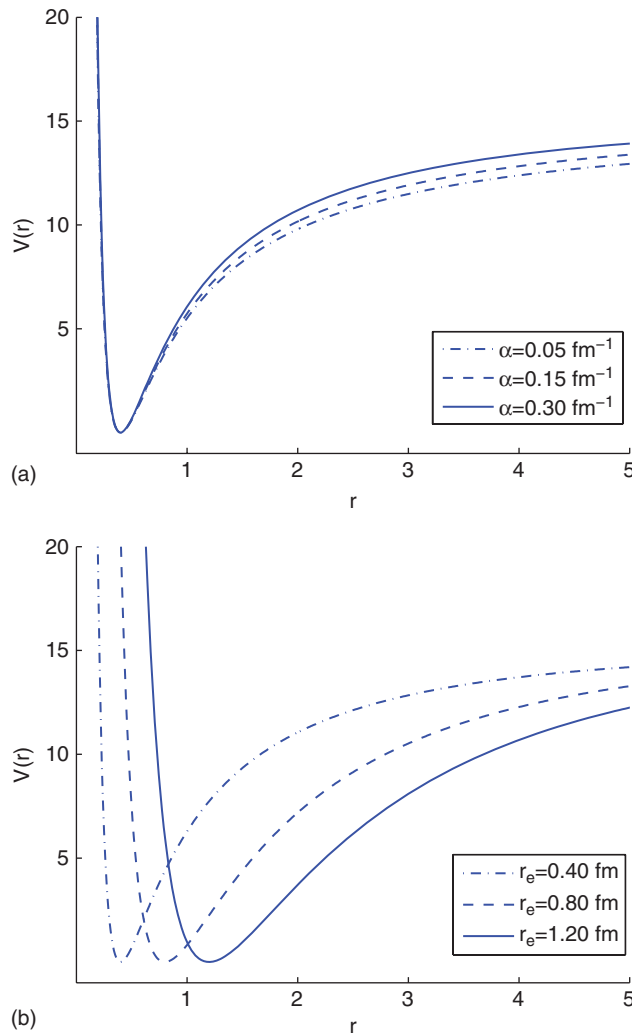 20
15
10
5
V(r)
α=0.05 fm⁻¹
α=0.15 fm⁻¹
α=0.30 fm⁻¹
1 2 3 4 5
r
(a)
20
15
10
5
V(r)
rₑ=0.40 fm
rₑ=0.80 fm
rₑ=1.20 fm
1 2 3 4 5
r
(b)